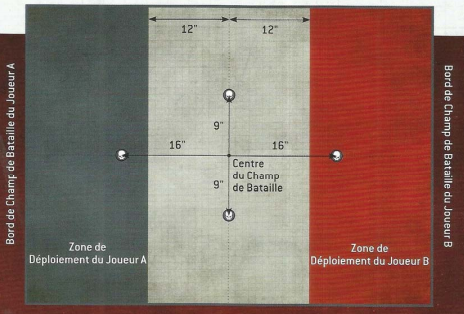 12" 12"
9"
16" 16"
Centre
du Champ
de Bataille
9"
Zone de
Déploiement du Joueur A
Zone de
Déploiement du Joueur B
Bord de Champ de Bataille du Joueur A
Bord de Champ de Bataille du Joueur B